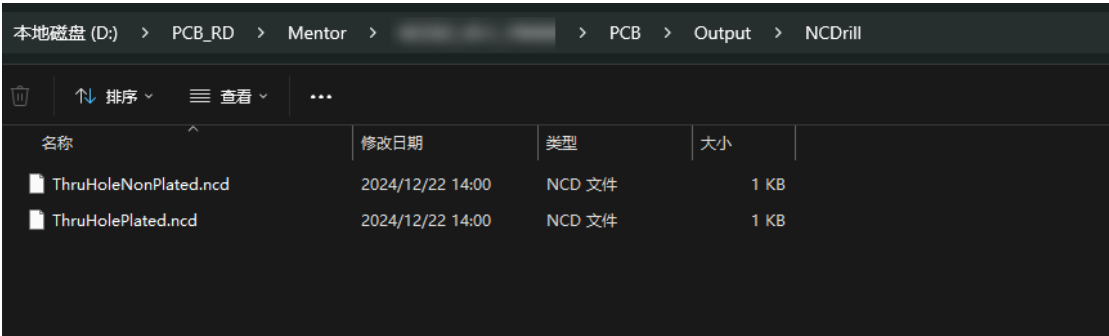 本地磁盘 (D:) > PCB_RD > Mentor > > PCB > Output > NCDrill
排序 查看 •••
名称 修改日期 类型 大小
ThruHoleNonPlated.ncd 2024/12/22 14:00 NCD 文件 1 KB
ThruHolePlated.ncd 2024/12/22 14:00 NCD 文件 1 KB